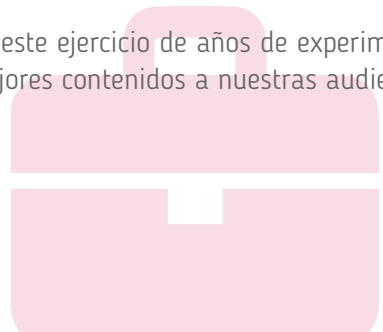 este ejercicio de años de experim
jores contenidos a nuestras audie